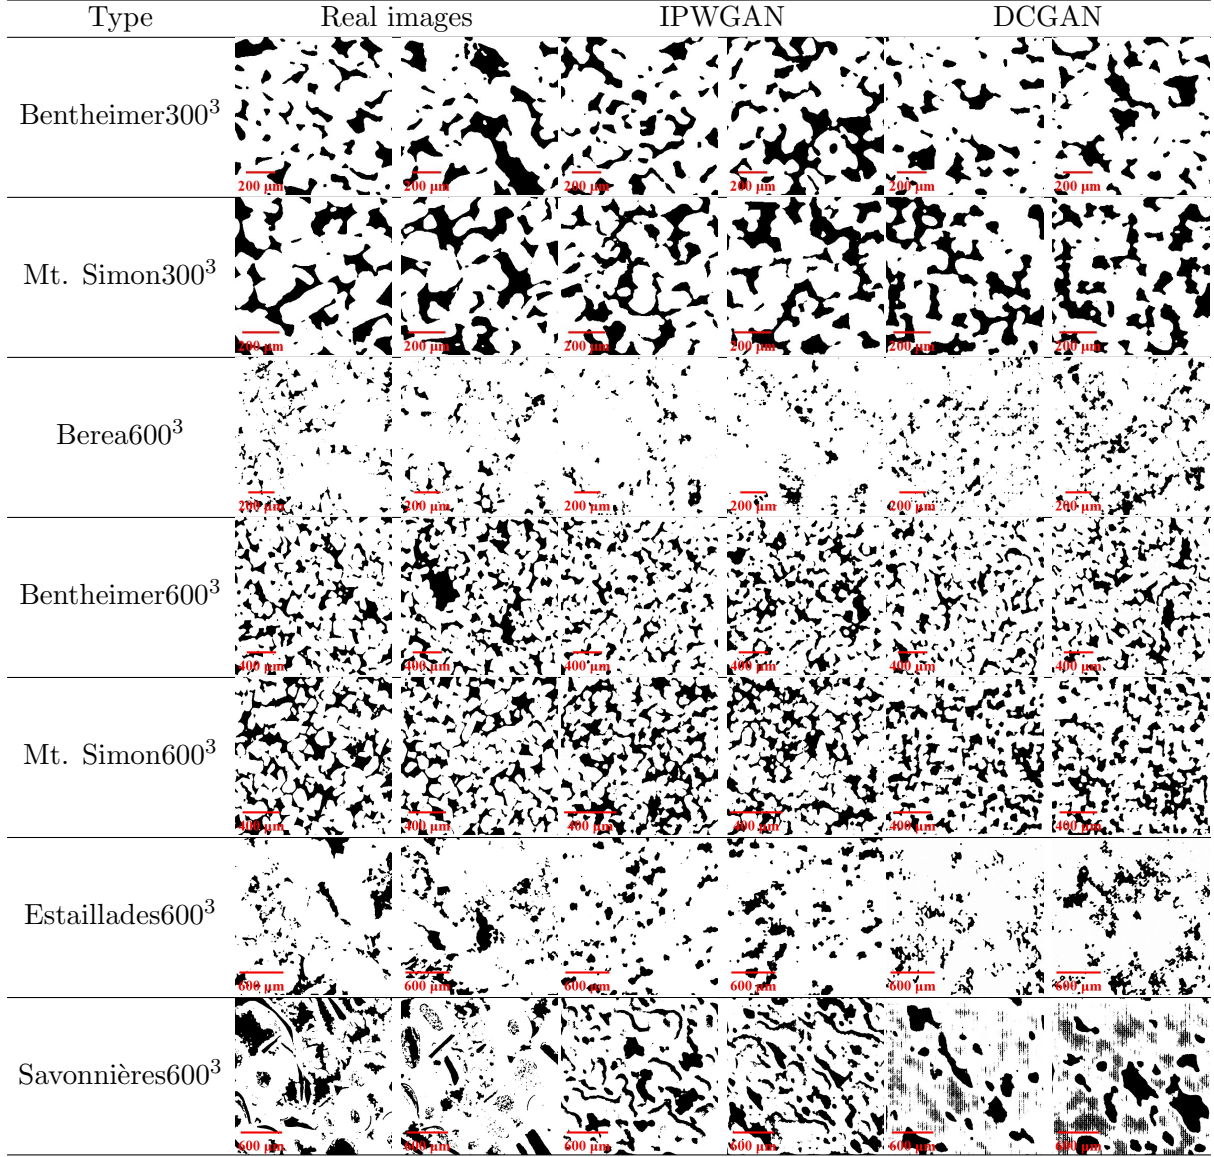 Type Real images IPWGAN DCGAN
Bentheimer300³
200 μm 200 μm 200 μm 200 μm 200 μm 200 μm
Mt. Simon300³
200 μm 200 μm 200 μm 200 μm 200 μm 200 μm
Berea600³
200 μm 200 μm 200 μm 200 μm 200 μm 200 μm
Bentheimer600³
400 μm 400 μm 400 μm 400 μm 400 μm 400 μm
Mt. Simon600³
400 μm 400 μm 400 μm 400 μm 400 μm 400 μm
Estaillades600³
600 μm 600 μm 600 μm 600 μm 600 μm 600 μm
Savonnières600³
600 μm 600 μm 600 μm 600 μm 600 μm 600 μm